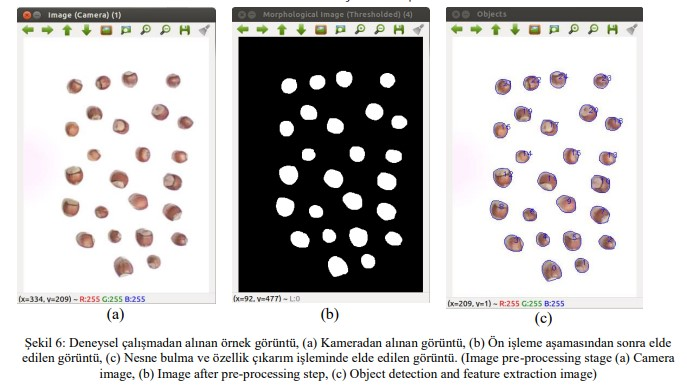 Image (Camera) (1)
Morphological Image (Thresholded) (4)
Objects
(x=334, y=209) ~ R:255 G:255 B:255
(x=92, y=477) ~ L:0
(x=209, y=1) ~ R:255 G:255 B:255
(a)
(b)
(c)
Şekil 6: Deneysel çalışmadan alınan örnek görüntü, (a) Kameradan alınan görüntü, (b) Ön işleme aşamasından sonra elde
edilen görüntü, (c) Nesne bulma ve özellik çıkarım işleminde elde edilen görüntü. (Image pre-processing stage (a) Camera
image, (b) Image after pre-processing step, (c) Object detection and feature extraction image)